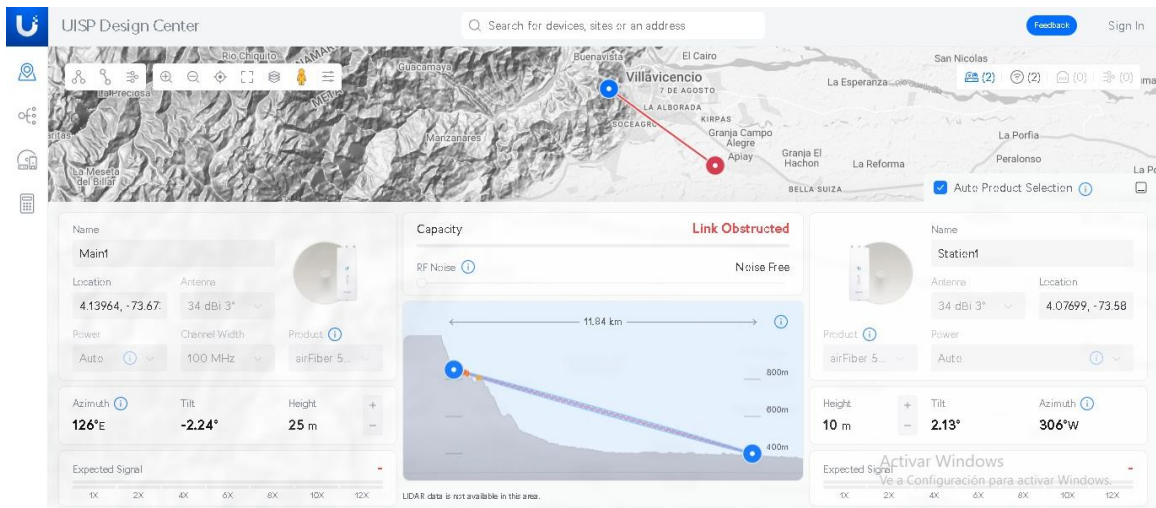 UISP Design Center
Search for devices, sites or an address
Feedback
Sign In
Rio Chiquito
Guacamaya
Buenavista
El Cairo
San Nicolas
Villavicencio
7 DE AGOSTO
La Esperanza
(2)
(2)
(0)
(0)
La Preciosa
LA ALBORADA
KIRPAS
SOCEAGRO
Manzanares
Granja Campo Alegre
Apiay
Granja El Hachon
La Reforma
La Porfia
Peralonso
La Meseta del Billar
BELLA SUIZA
Auto Product Selection
Name
Main1
Location
Antenna
4.13964, -73.67
34 dBi 3°
Power
Channel Width
Product
Auto
100 MHz
airFiber 5...
Azimuth
Tilt
Height
+
126°E
-2.24°
25 m
-
Expected Signal
-
1X 2X 4X 6X 8X 10X 12X
Capacity
Link Obstructed
RF Noise
Noise Free
11.84 km
800m
600m
400m
LIDAR data is not available in this area.
Name
Station1
Antenna
Location
34 dBi 3°
4.07699, -73.58
Product
Power
airFiber 5...
Auto
Height
+
Tilt
Azimuth
10 m
-
2.13°
306°W
Expected Signal
-
1X 2X 4X 6X 8X 10X 12X
Activar Windows
Ve a Configuración para activar Windows.